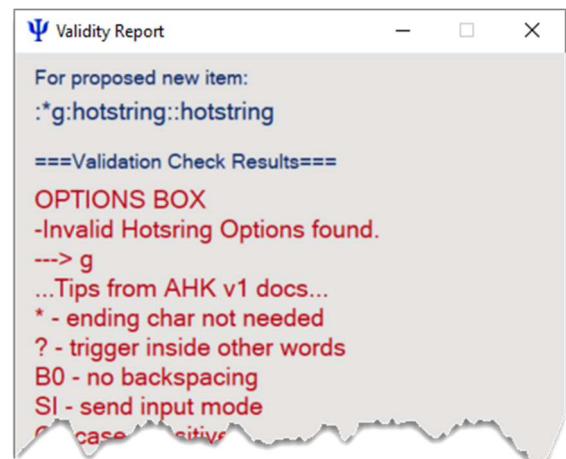 Validity Report
For proposed new item:
:*g:hotstring::hotstring
===Validation Check Results===
OPTIONS BOX
-Invalid Hotsring Options found.
---> g
...Tips from AHK v1 docs...
* - ending char not needed
? - trigger inside other words
B0 - no backspacing
SI - send input mode
case